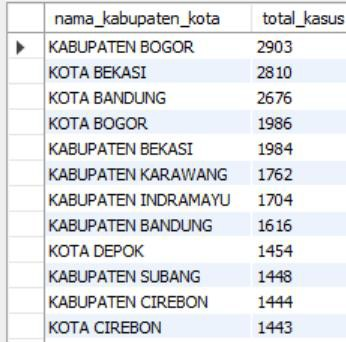 nama_kabupaten_kota total_kasus
KABUPATEN BOGOR 2903
KOTA BEKASI 2810
KOTA BANDUNG 2676
KOTA BOGOR 1986
KABUPATEN BEKASI 1984
KABUPATEN KARAWANG 1762
KABUPATEN INDRAMAYU 1704
KABUPATEN BANDUNG 1616
KOTA DEPOK 1454
KABUPATEN SUBANG 1448
KABUPATEN CIREBON 1444
KOTA CIREBON 1443